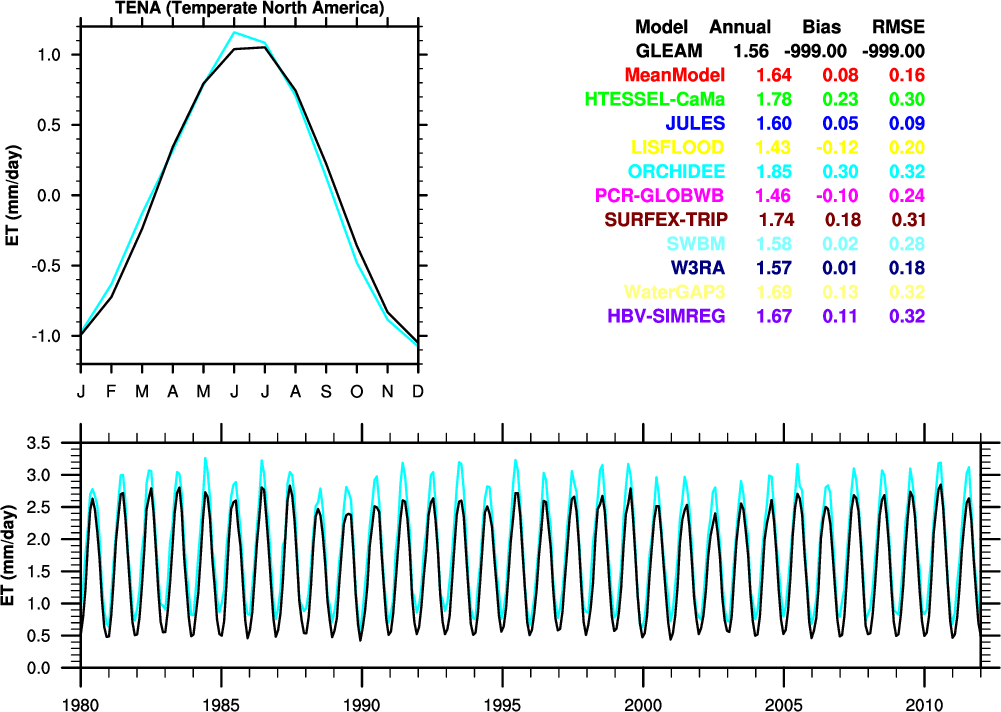 TENA (Temperate North America)
Model Annual Bias RMSE
GLEAM 1.56 -999.00 -999.00
MeanModel 1.64 0.08 0.16
HTESSEL-CaMa 1.78 0.23 0.30
JULES 1.60 0.05 0.09
LISFLOOD 1.43 -0.12 0.20
ORCHIDEE 1.85 0.30 0.32
PCR-GLOBWB 1.46 -0.10 0.24
SURFEX-TRIP 1.74 0.18 0.31
SWBM 1.58 0.02 0.28
W3RA 1.57 0.01 0.18
WaterGAP3 1.69 0.13 0.32
HBV-SIMREG 1.67 0.11 0.32
ET (mm/day)
1.0
0.5
0.0
-0.5
-1.0
J F M A M J J A S O N D
ET (mm/day)
3.5
3.0
2.5
2.0
1.5
1.0
0.5
0.0
1980 1985 1990 1995 2000 2005 2010